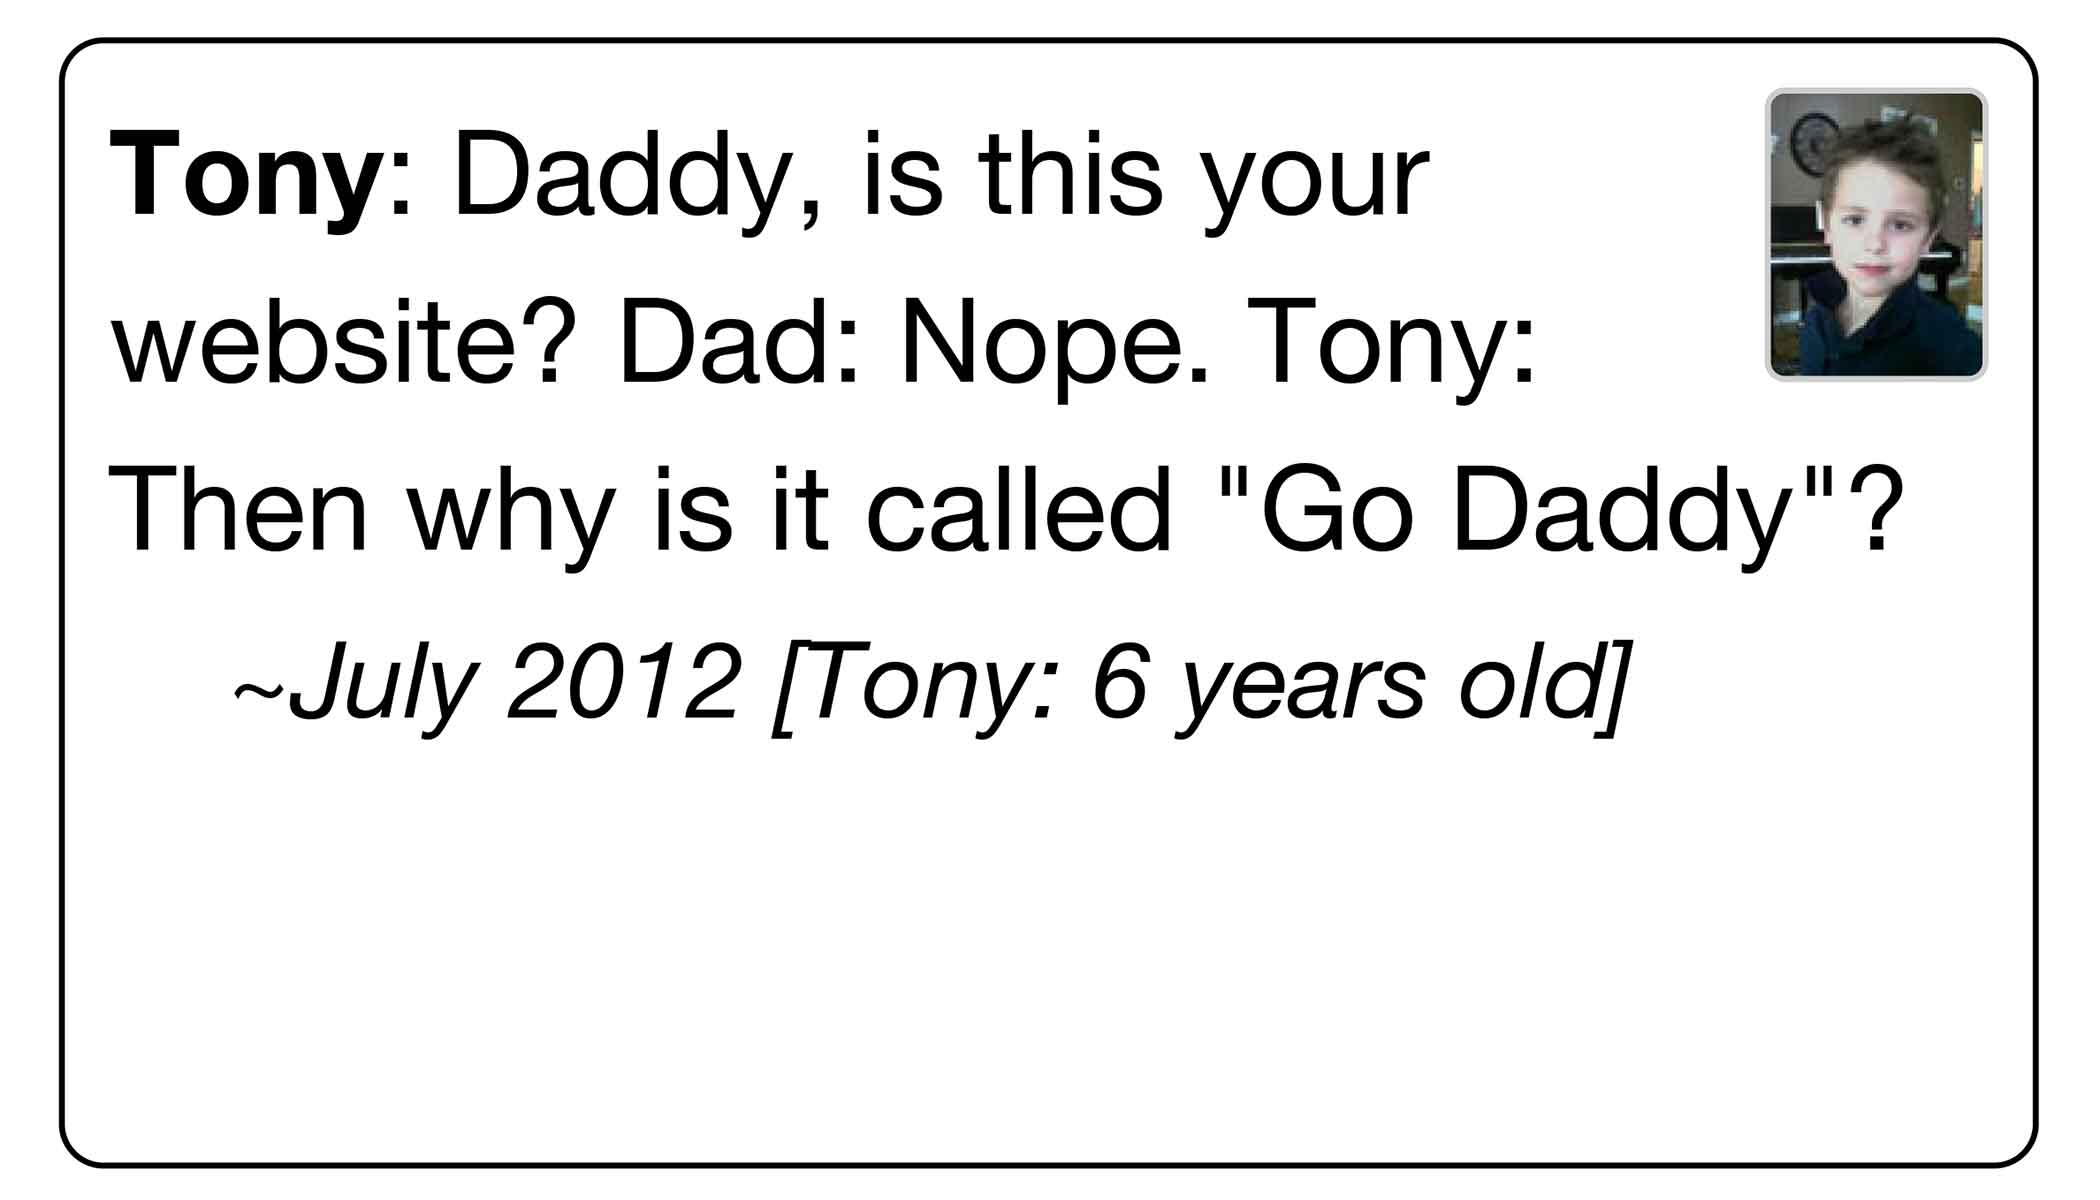 Tony: Daddy, is this your
website? Dad: Nope. Tony:
Then why is it called "Go Daddy"?
~July 2012 [Tony: 6 years old]